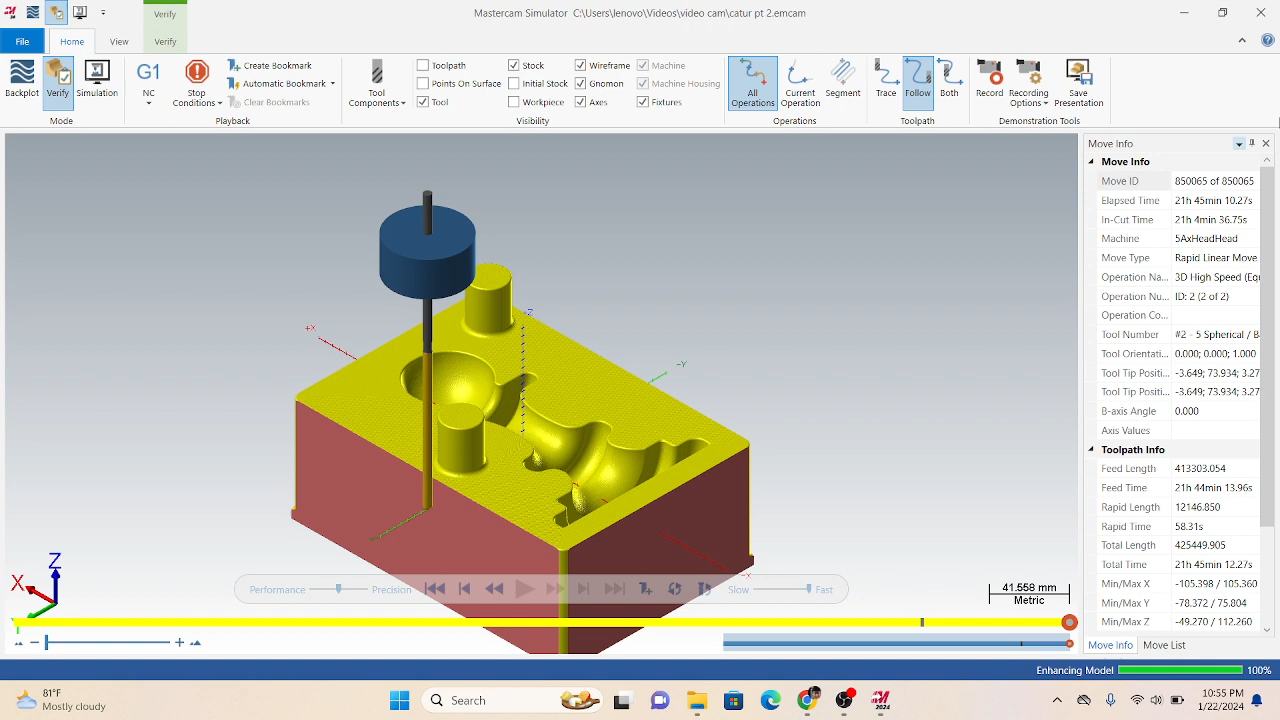 Verify
Mastercam Simulator C:\Users\lenovo\Videos\video cam\catur pt 2.emcam
File
Home
View
Verify
Backplot
Verify
Simulation
Mode
G1
NC
Stop Conditions
Create Bookmark
Automatic Bookmark
Clear Bookmarks
Playback
Tool Components
Toolpath
Points On Surface
Tool
Stock
Initial Stock
Workpiece
Wireframe
Gnomon
Axes
Machine
Machine Housing
Fixtures
Visibility
All Operations
Current Operation
Segment
Operations
Trace
Follow
Both
Toolpath
Record
Recording Options
Save Presentation
Demonstration Tools
Move Info
Move Info
Move ID 850065 of 850065
Elapsed Time 21h 45min 10.27s
In-Cut Time 21h 4min 36.75s
Machine 5AxHeadHead
Move Type Rapid Linear Move
Operation Na... 3D High Speed (Equ
Operation Nu... ID: 2 (2 of 2)
Operation Co...
Tool Number #2 - 5 Spherical / B
Tool Orientati... 0.000; 0.000; 1.000
Tool Tip Positi... -3.649; 73.934; 3.27
Tool Tip Positi... -3.649; 73.934; 3.27
B-axis Angle 0.000
Axis Values
Toolpath Info
Feed Length 413303.054
Feed Time 21h 44min 13.96s
Rapid Length 12146.850
Rapid Time 58.31s
Total Length 425449.905
Total Time 21h 45min 12.27s
Min/Max X -105.398 / 105.360
Min/Max Y -78.372 / 75.804
Min/Max Z -49.270 / 112.260
Move Info
Move List
+X
-Z
-Y
-X
Z
X
41.558 mm
Metric
Performance
Precision
Slow
Fast
Enhancing Model
100%
81°F
Mostly cloudy
Search
2024
10:55 PM
1/22/2024